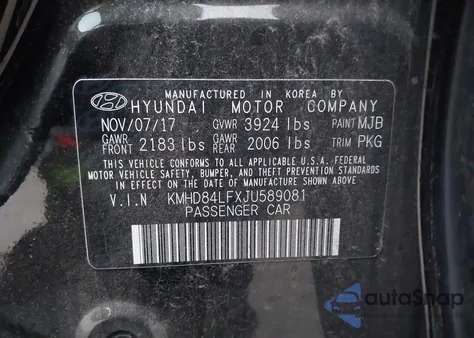 MANUFACTURED IN KOREA BY
HYUNDAI MOTOR COMPANY
NOV/07/17 GVWR 3924 lbs PAINT MJB
GAWR FRONT 2183 lbs GAWR REAR 2006 lbs TRIM PKG
THIS VEHICLE CONFORMS TO ALL APPLICABLE U.S.A. FEDERAL
MOTOR VEHICLE SAFETY, BUMPER, AND THEFT PREVENTION
STANDARDS IN EFFECT ON THE DATE OF MANUFACTURE SHOWN ABOVE.
V.I.N KMHD84LFXJU589081
PASSENGER CAR
autoSnap